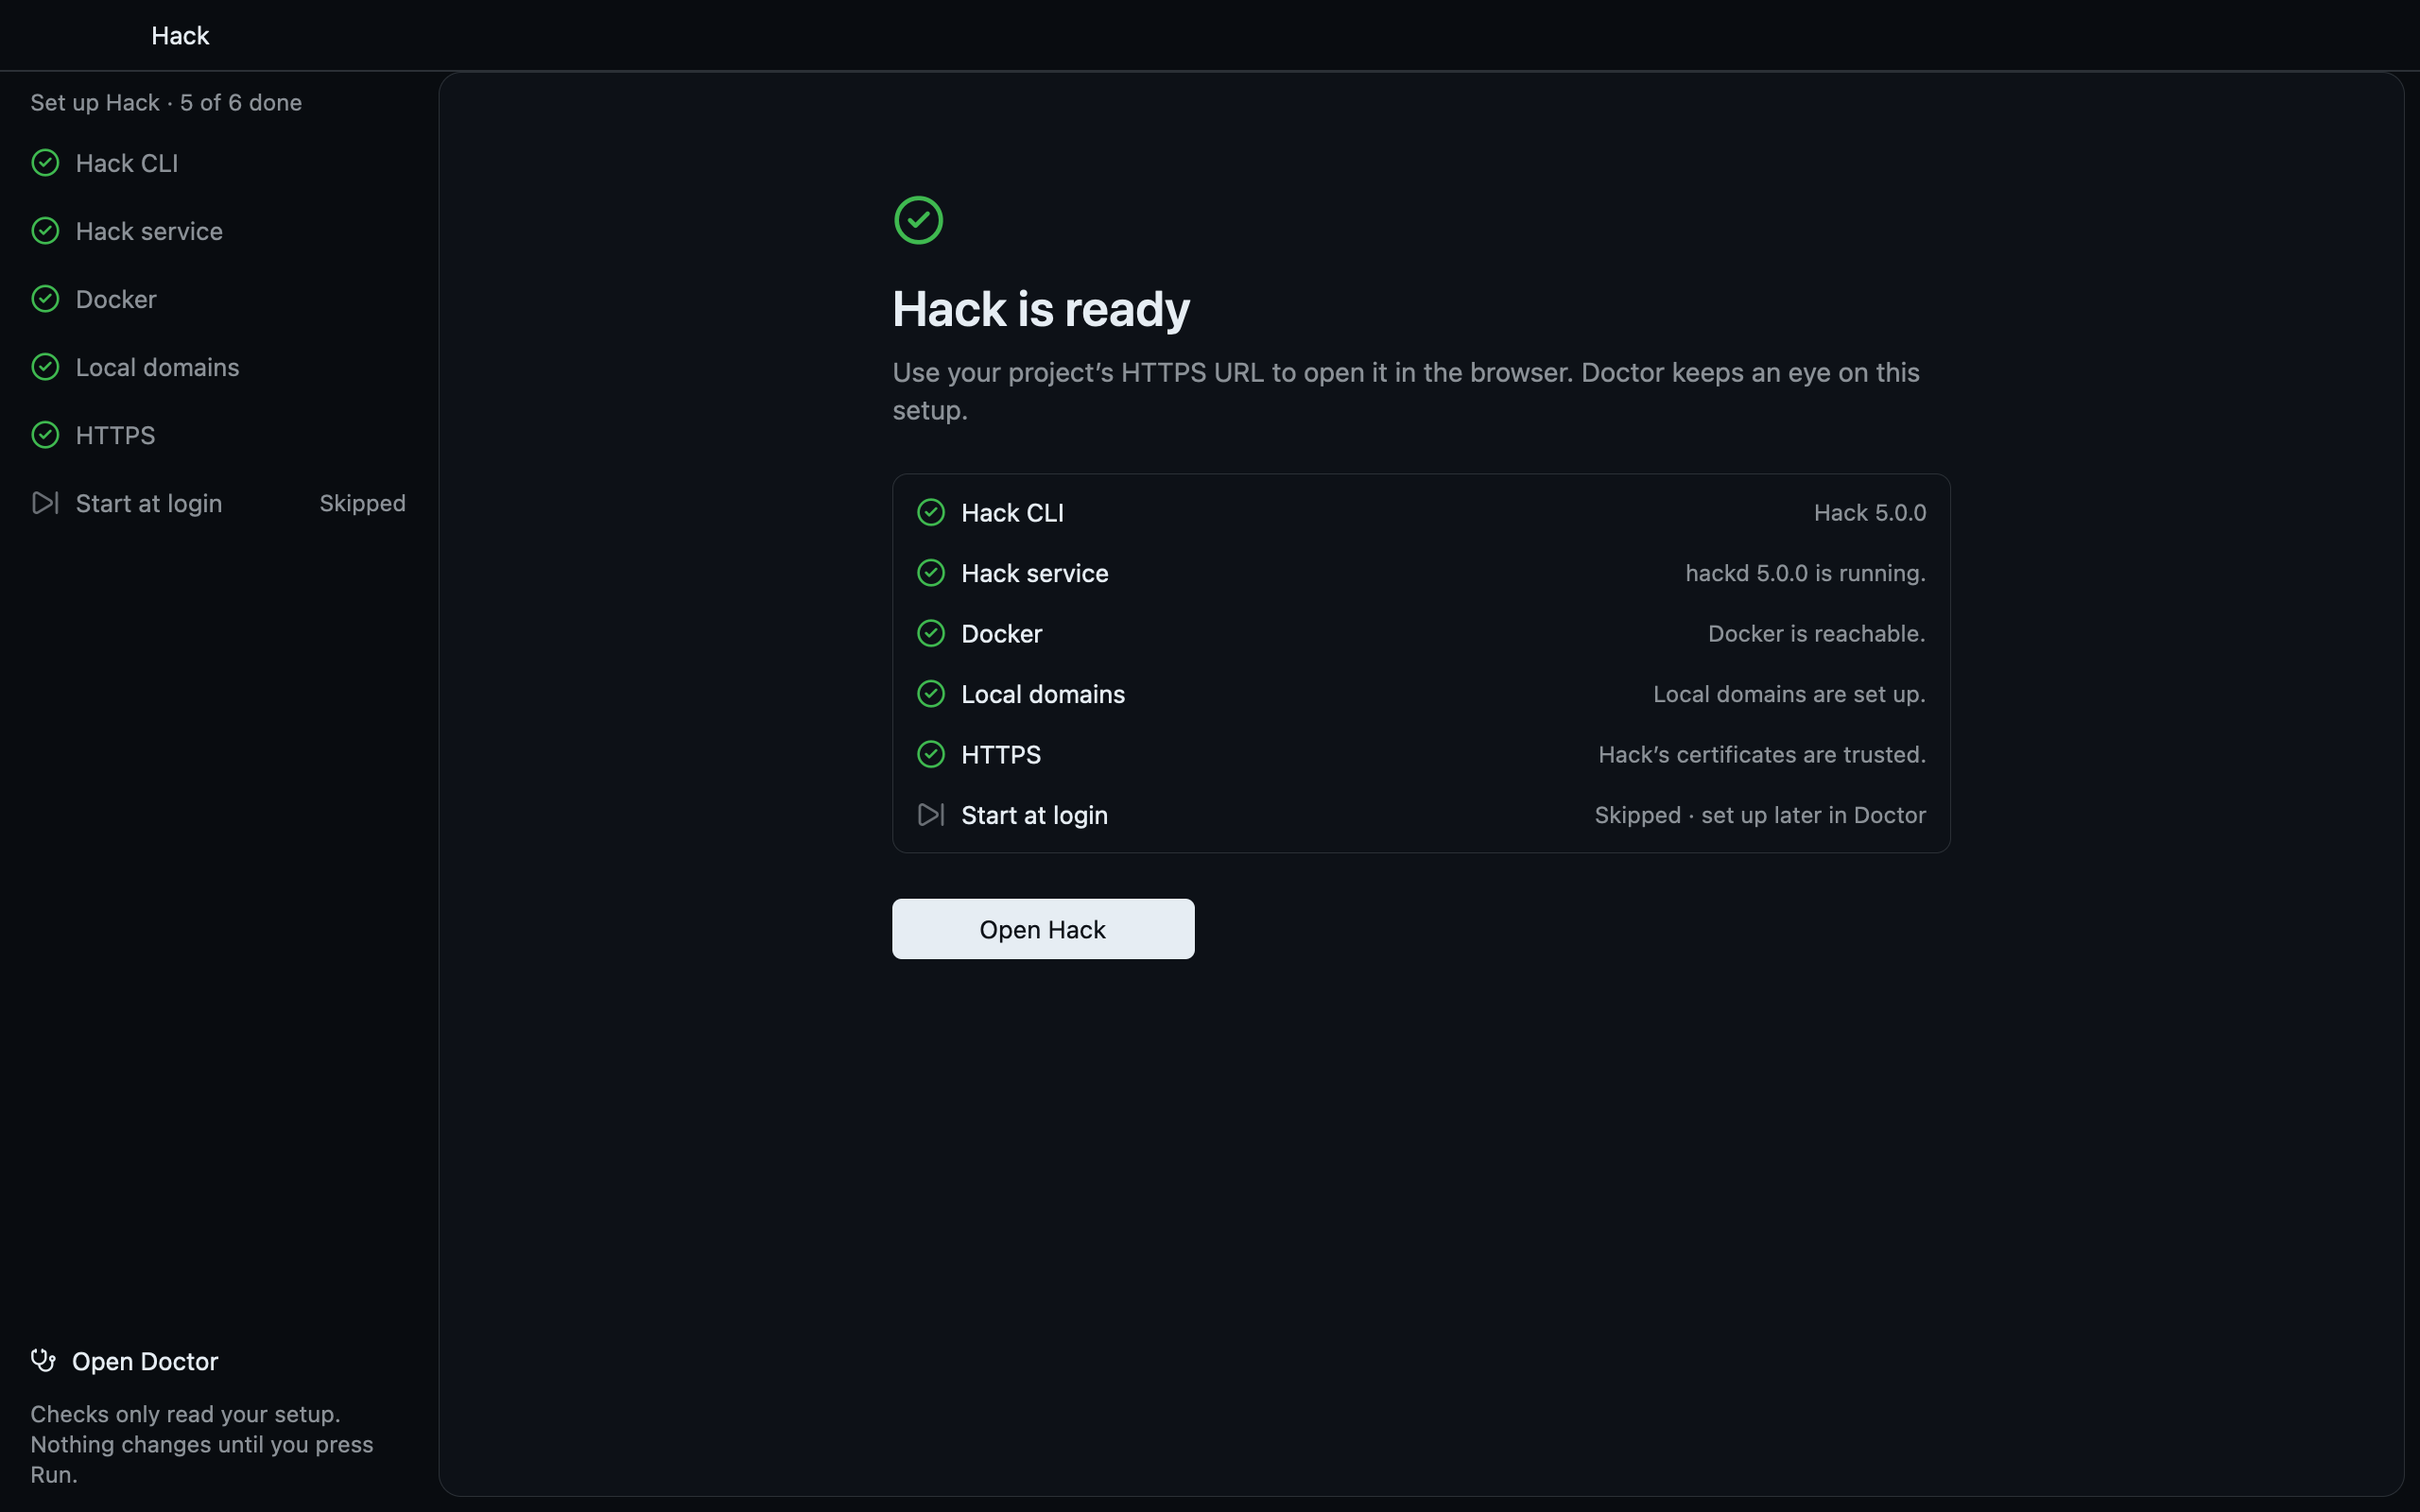 Hack
Set up Hack · 5 of 6 done
Hack CLI
Hack service
Docker
Local domains
HTTPS
Start at login Skipped
Open Doctor
Checks only read your setup.
Nothing changes until you press
Run.
Hack is ready
Use your project’s HTTPS URL to open it in the browser. Doctor keeps an eye on this
setup.
Hack CLI Hack 5.0.0
Hack service hackd 5.0.0 is running.
Docker Docker is reachable.
Local domains Local domains are set up.
HTTPS Hack’s certificates are trusted.
Start at login Skipped · set up later in Doctor
Open Hack